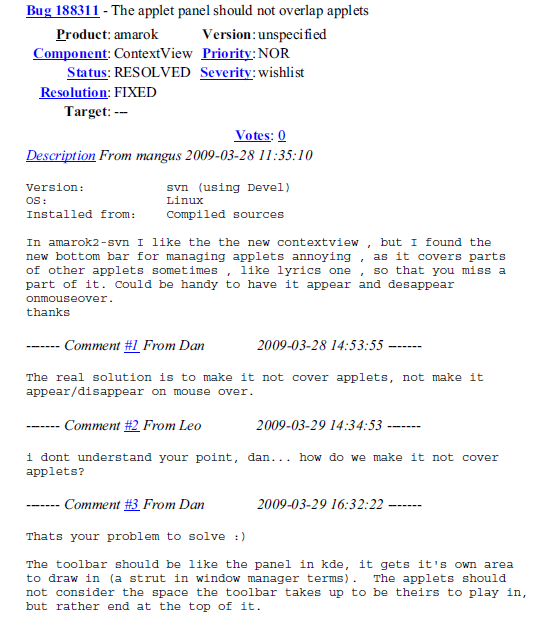 Bug 188311 - The applet panel should not overlap applets
Product: amarok Version: unspecified
Component: ContextView Priority: NOR
Status: RESOLVED Severity: wishlist
Resolution: FIXED
Target: ---
Votes: 0
Description From mangus 2009-03-28 11:35:10
Version: svn (using Devel)
OS: Linux
Installed from: Compiled sources
In amarok2-svn I like the the new contextview , but I found the
new bottom bar for managing applets annoying , as it covers parts
of other applets sometimes , like lyrics one , so that you miss a
part of it. Could be handy to have it appear and desappear
onmouseover.
thanks
------- Comment #1 From Dan 2009-03-28 14:53:55 -------
The real solution is to make it not cover applets, not make it
appear/disappear on mouse over.
------- Comment #2 From Leo 2009-03-29 14:34:53 -------
i dont understand your point, dan... how do we make it not cover
applets?
------- Comment #3 From Dan 2009-03-29 16:32:22 -------
Thats your problem to solve :)
The toolbar should be like the panel in kde, it gets it's own area
to draw in (a strut in window manager terms).  The applets should
not consider the space the toolbar takes up to be theirs to play in,
but rather end at the top of it.